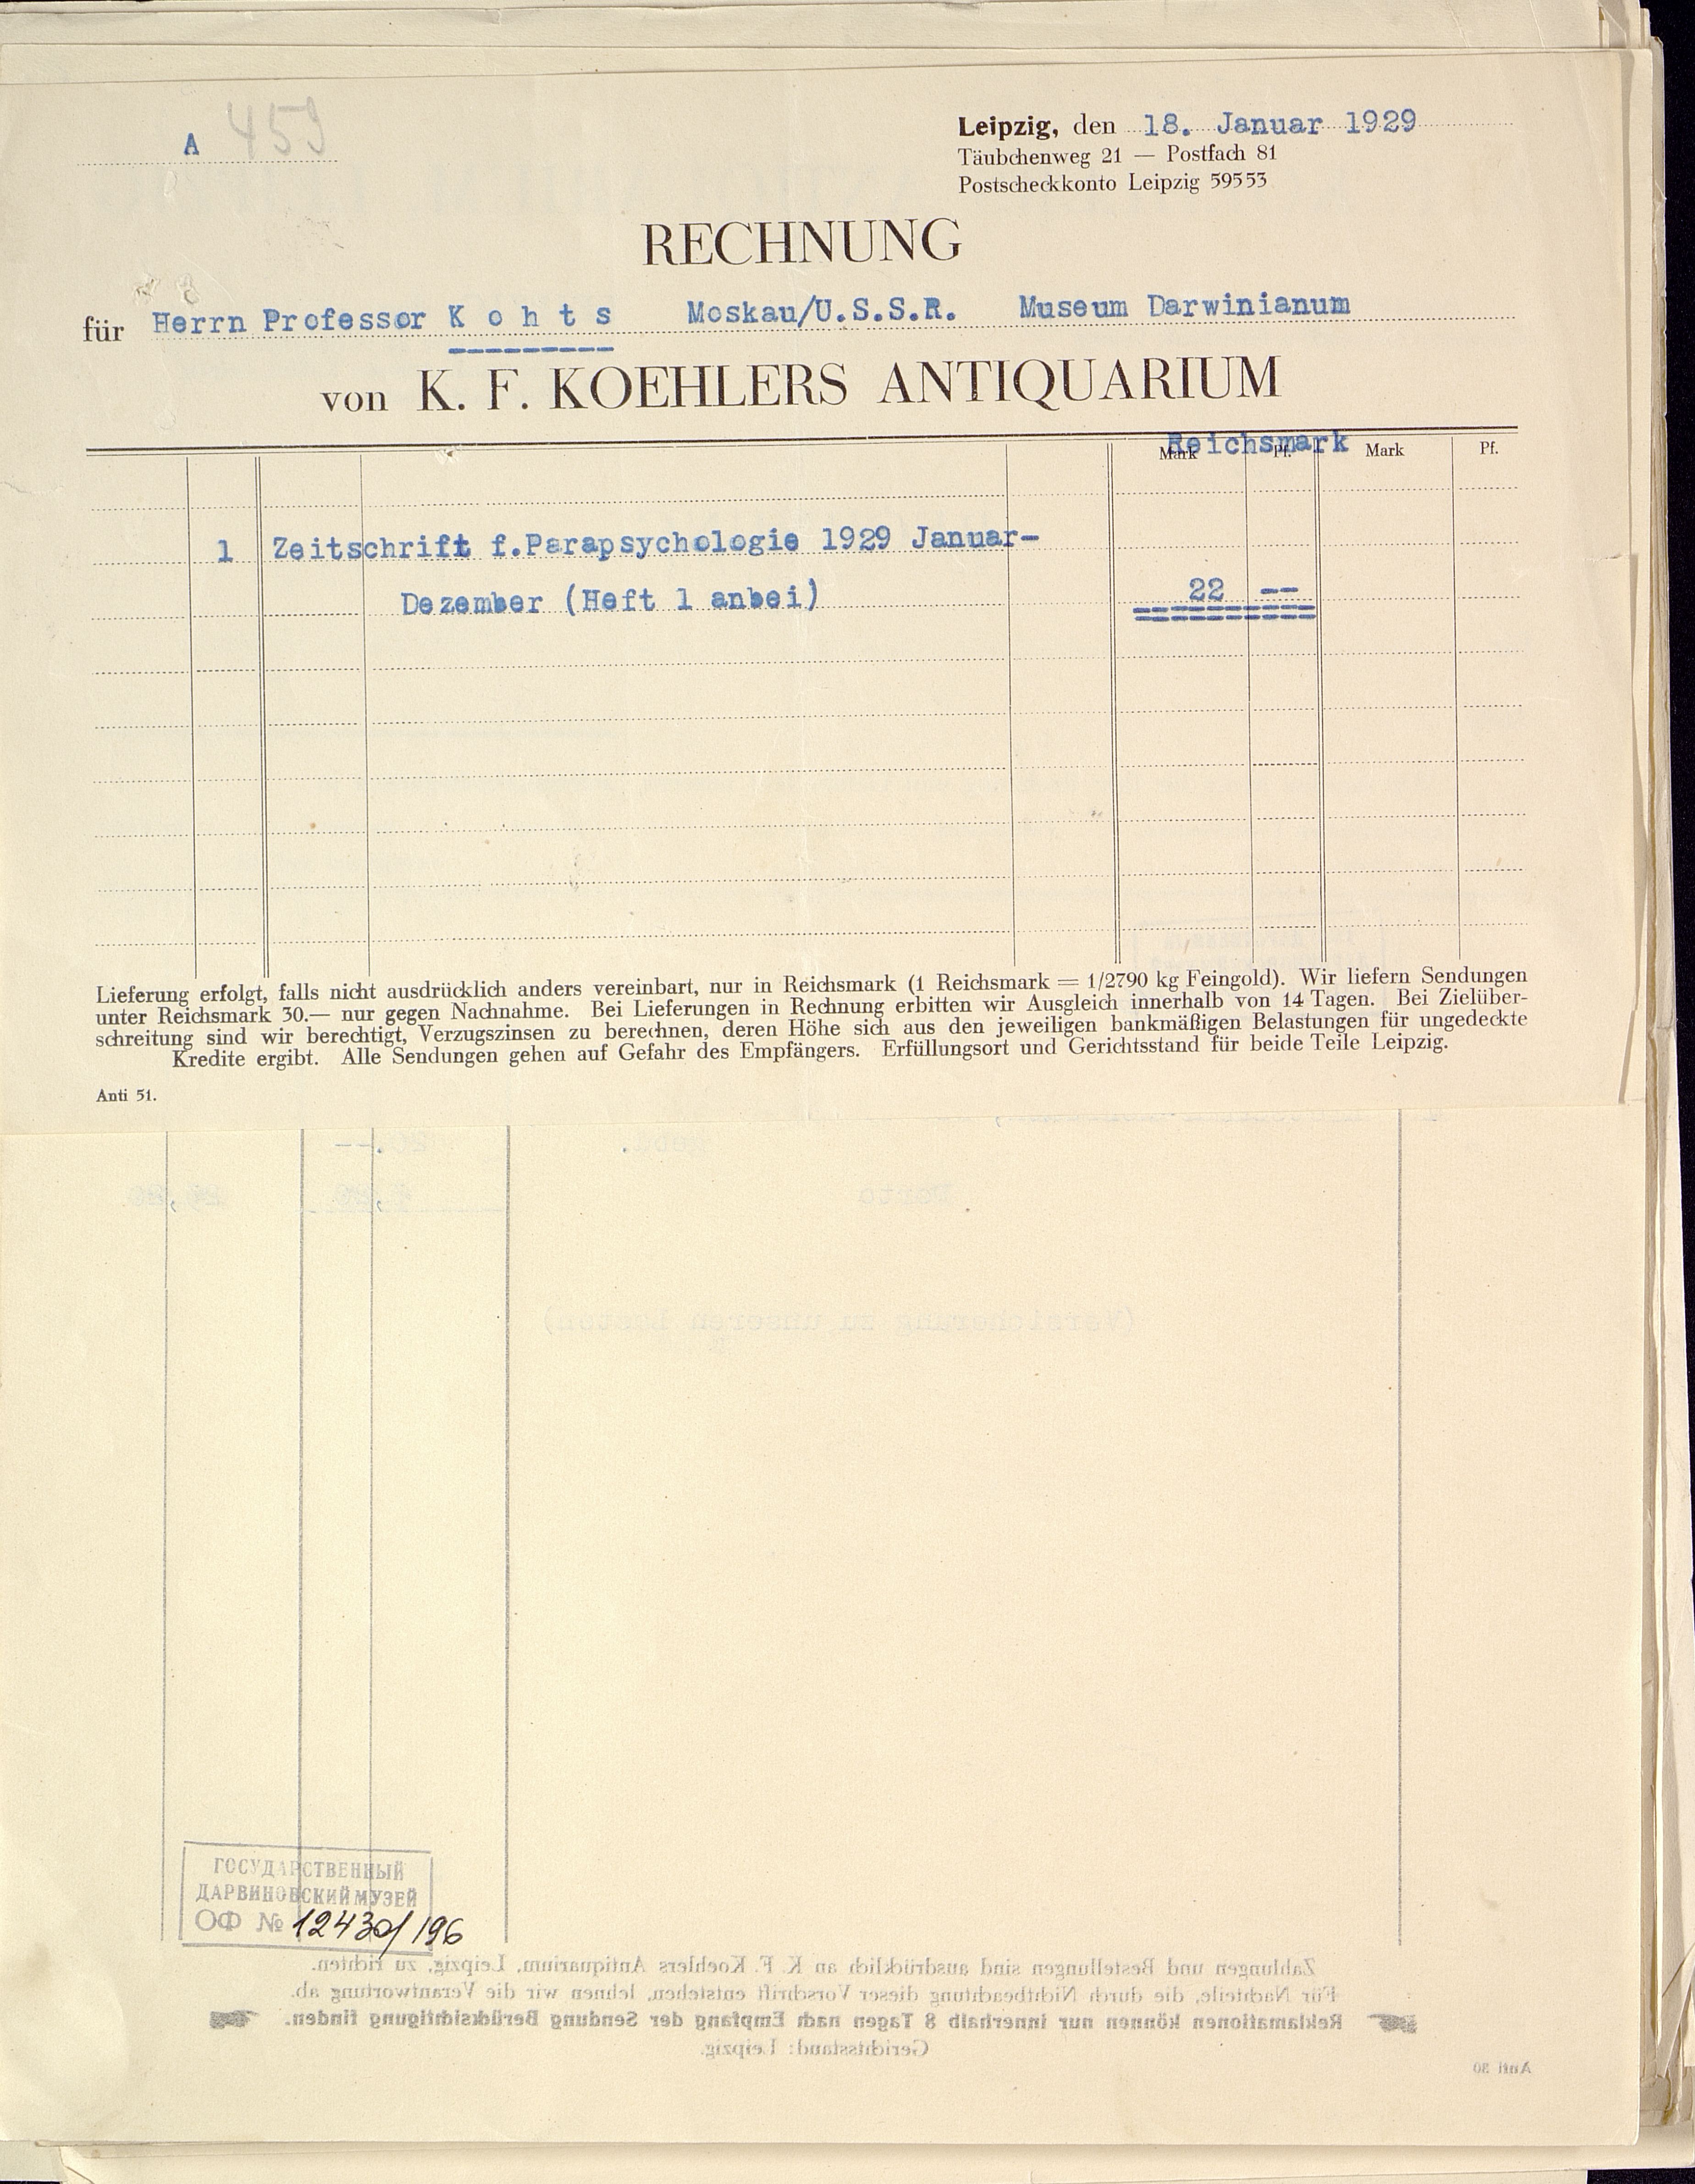 A 459
Leipzig, den 18. Januar 1929
Täubchenweg 21 — Postfach 81
Postscheckkonto Leipzig 59553
RECHNUNG
für Herrn Professor K o h t s Moskau/U.S.S.R. Museum Darwinianum
von K. F. KOEHLERS ANTIQUARIUM
Reichsmark
Mark Pf. Mark Pf.
1 Zeitschrift f.Parapsychologie 1929 Januar-
Dezember (Heft 1 anbei) 22 --
Lieferung erfolgt, falls nicht ausdrücklich anders vereinbart, nur in Reichsmark (1 Reichsmark = 1/2790 kg Feingold). Wir liefern Sendungen
unter Reichsmark 30.— nur gegen Nachnahme. Bei Lieferungen in Rechnung erbitten wir Ausgleich innerhalb von 14 Tagen. Bei Zielüber-
schreitung sind wir berechtigt, Verzugszinsen zu berechnen, deren Höhe sich aus den jeweiligen bankmäßigen Belastungen für ungedeckte
Kredite ergibt. Alle Sendungen gehen auf Gefahr des Empfängers. Erfüllungsort und Gerichtsstand für beide Teile Leipzig.
Anti 51.
Porto
(Versicherung zu unseren Lasten)
ГОСУДАРСТВЕННЫЙ
ДАРВИНОВСКИЙ МУЗЕЙ
ОФ № 12430/196
Zahlungen und Bestellungen sind ausdrücklich an K. F. Koehlers Antiquarium, Leipzig, zu richten.
Für Nachteile, die durch Nichtbeachtung dieser Vorschrift entstehen, lehnen wir die Verantwortung ab.
Reklamationen können nur innerhalb 8 Tagen nach Empfang der Sendung Berücksichtigung finden.
Gerichtsstand: Leipzig.
Anti 30